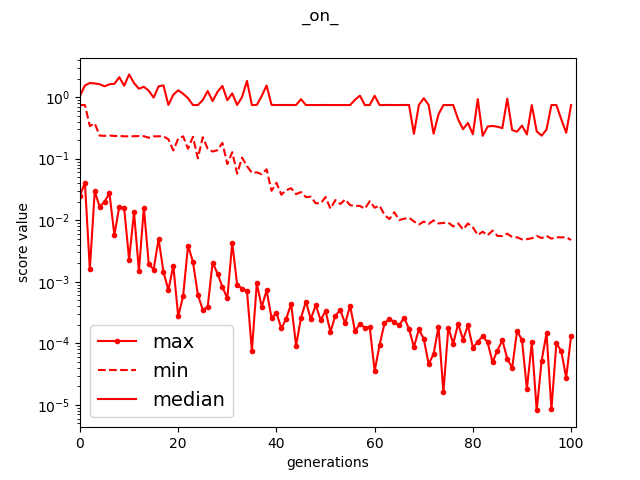 _on_
score value
10⁰
10⁻¹
10⁻²
10⁻³
10⁻⁴
10⁻⁵
max
min
median
0 20 40 60 80 100
generations